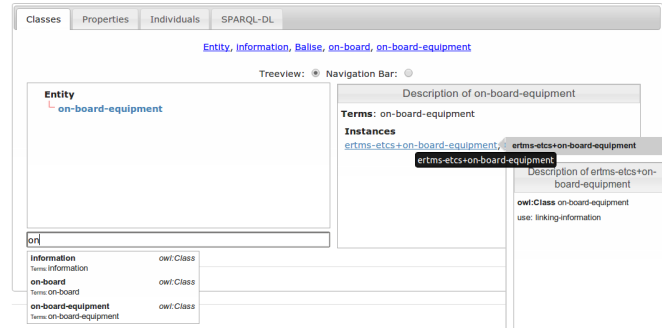 Classes Properties Individuals SPARQL-DL
Entity, information, Balise, on-board, on-board-equipment
Treeview: Navigation Bar:
Entity
on-board-equipment
Description of on-board-equipment
Terms: on-board-equipment
Instances
ertms-etcs+on-board-equipment,
ertms-etcs+on-board-equipment
ertms-etcs+on-board-equipment
Description of ertms-etcs+on-
board-equipment
owl:Class on-board-equipment
use: linking-information
on
information owl:Class
Terms: information
on-board owl:Class
Terms: on-board
on-board-equipment owl:Class
Terms: on-board-equipment